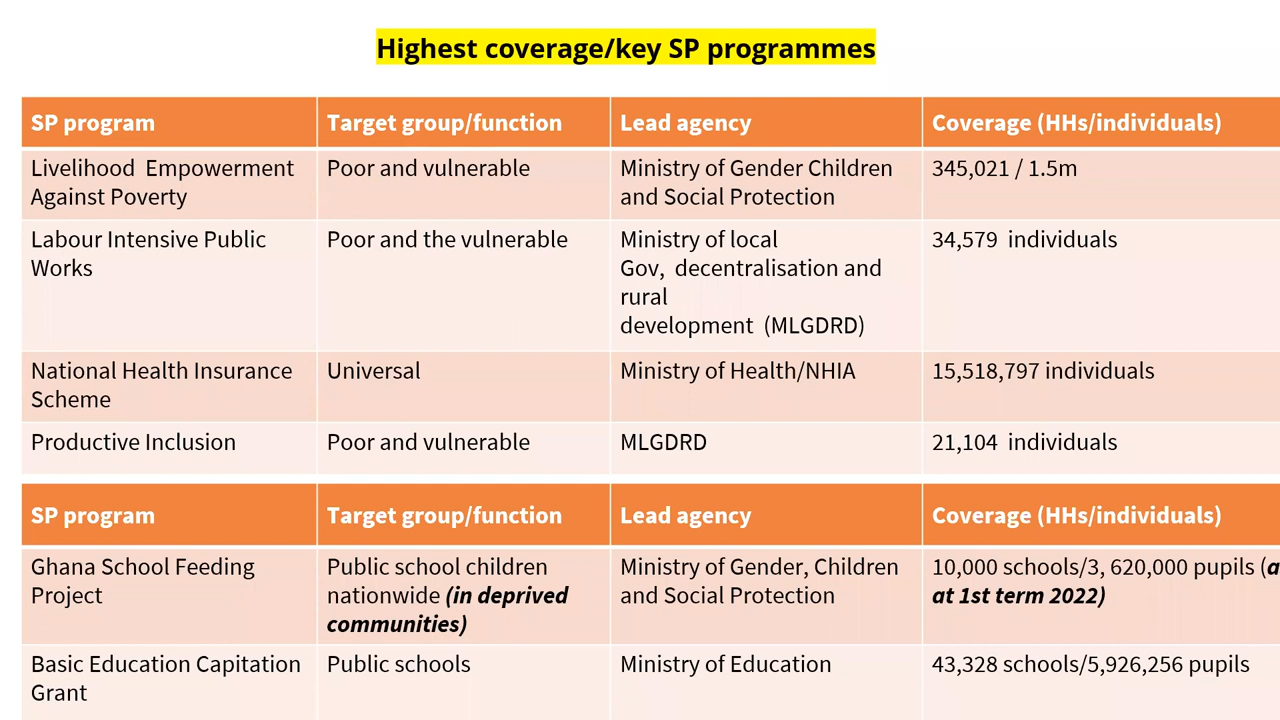 Highest coverage/key SP programmes
SP program
Target group/function
Lead agency
Coverage (HHs/individuals)
Livelihood  Empowerment
Against Poverty
Poor and vulnerable
Ministry of Gender Children
and Social Protection
345,021 / 1.5m
Labour Intensive Public
Works
Poor and the vulnerable
Ministry of local
Gov,  decentralisation and
rural
development  (MLGDRD)
34,579  individuals
National Health Insurance
Scheme
Universal
Ministry of Health/NHIA
15,518,797 individuals
Productive Inclusion
Poor and vulnerable
MLGDRD
21,104  individuals
SP program
Target group/function
Lead agency
Coverage (HHs/individuals)
Ghana School Feeding
Project
Public school children
nationwide (in deprived
communities)
Ministry of Gender, Children
and Social Protection
10,000 schools/3, 620,000 pupils (
at 1st term 2022)
Basic Education Capitation
Grant
Public schools
Ministry of Education
43,328 schools/5,926,256 pupils